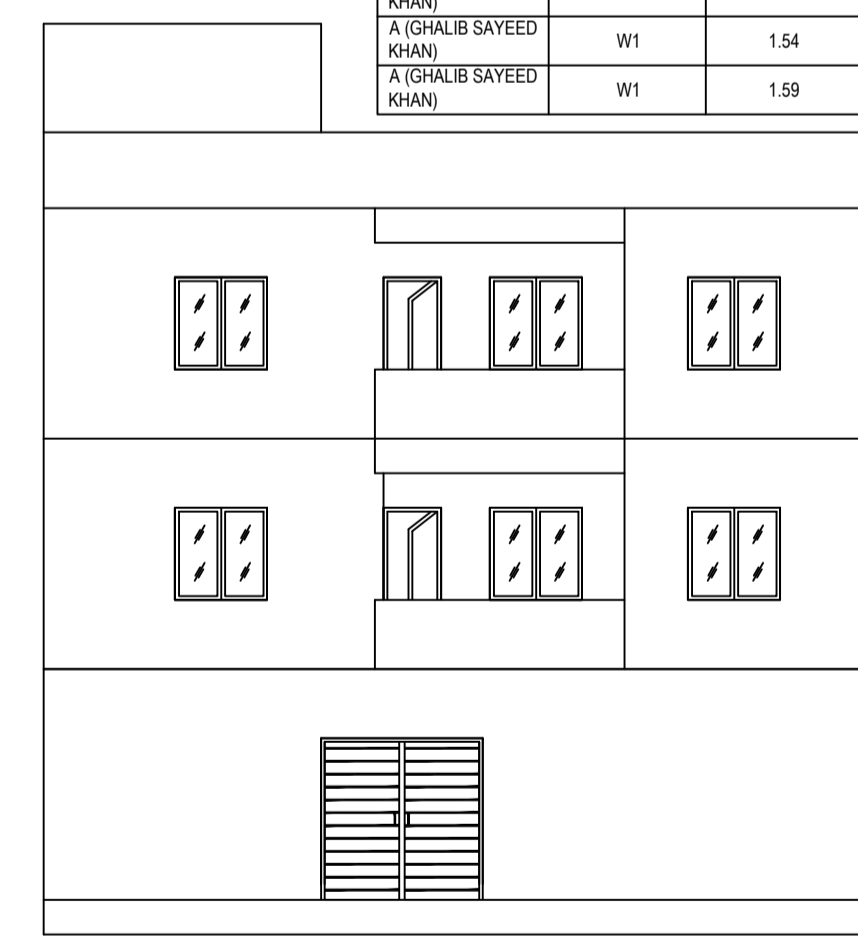 KHAN)
A (GHALIB SAYEED
KHAN)
W1
1.54
A (GHALIB SAYEED
KHAN)
W1
1.59